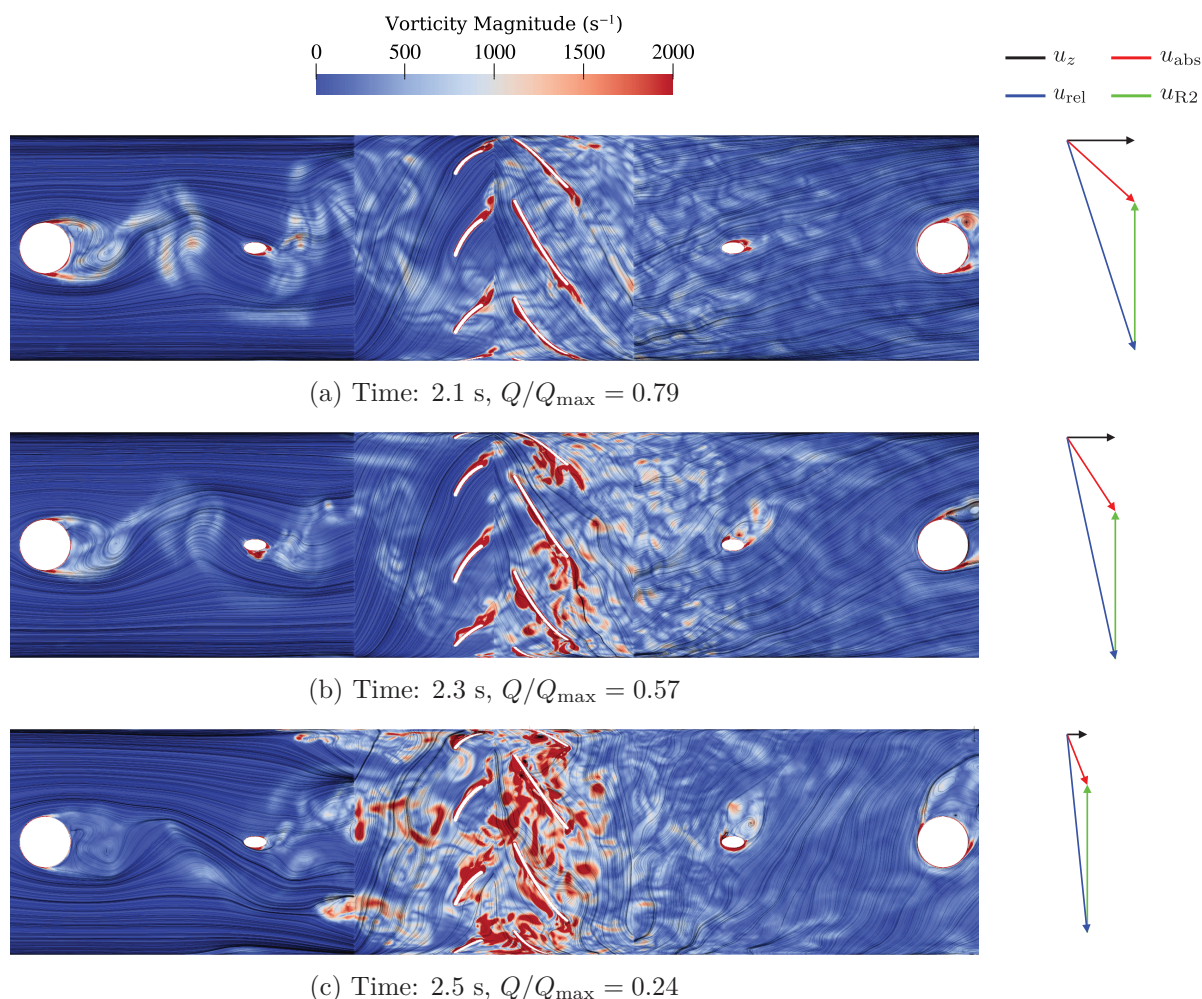 Vorticity Magnitude (s⁻¹)
0 500 1000 1500 2000
u_z u_abs
u_rel u_R2
(a) Time: 2.1 s, Q/Q_max = 0.79
(b) Time: 2.3 s, Q/Q_max = 0.57
(c) Time: 2.5 s, Q/Q_max = 0.24